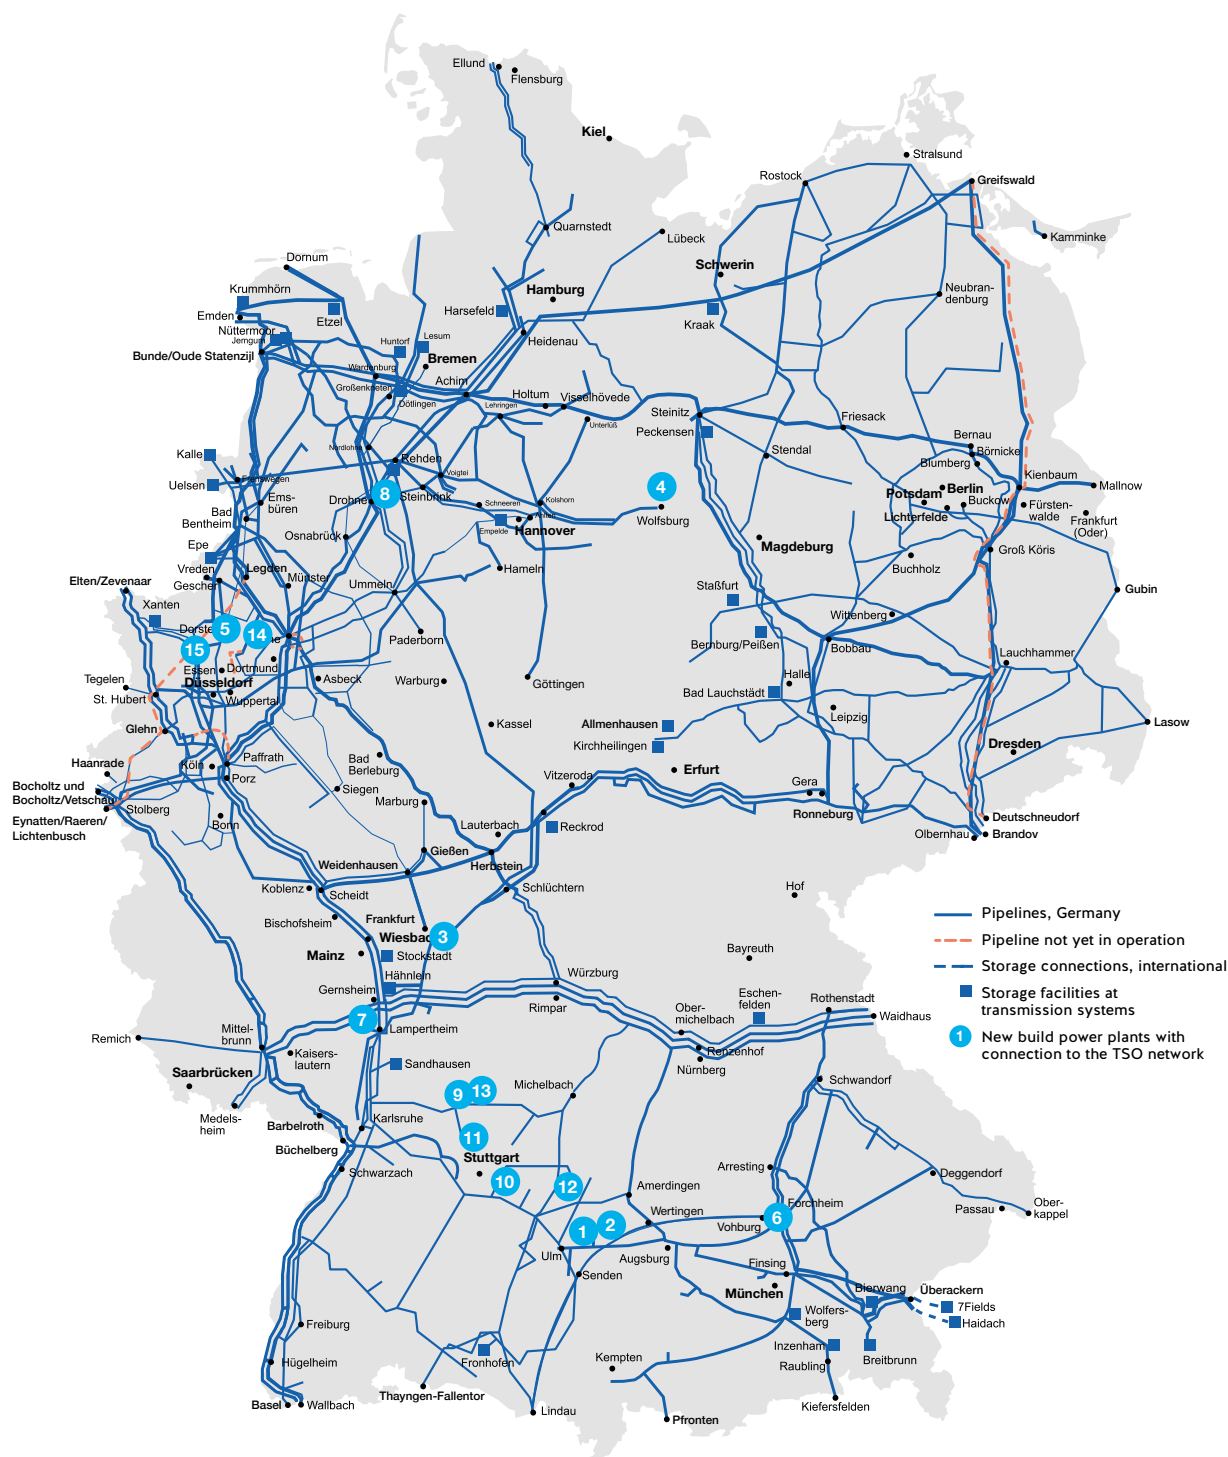 Ellund
Flensburg
Kiel
Stralsund
Rostock
Greifswald
Quarnstedt
Lübeck
Kamminke
Dornum
Schwerin
Krummhörn
Hamburg
Neubran-
denburg
Emden
Etzel
Harsefeld
Kraak
Nüttermoor
Jemgum
Huntorf
Lesum
Heidenau
Bunde/Oude Statenzijl
Bremen
Wardenburg
Achim
Großenkneten
Dötlingen
Holtum
Visselhövede
Lehringen
Unterlüß
Steinitz
Friesack
Peckensen
Bernau
Börnicke
Blumberg
Nordlohne
Rehden
Kalle
Stendal
Voigtei
Frenswegen
Uelsen
4
8
Steinbrink
Drohne
Kienbaum
Mallnow
Berlin
Potsdam
Buckow
Lichterfelde
Ems-
büren
Schneeren
Kolshorn
Wolfsburg
Fürsten-
walde
Frankfurt
(Oder)
Bad
Bentheim
Ahlten
Empelde
Hannover
Osnabrück
Magdeburg
Groß Köris
Epe
Buchholz
Vreden
Legden
Hameln
Gescher
Münster
Ummeln
Elten/Zevenaar
Staßfurt
Gubin
Xanten
Wittenberg
5
14
15
Paderborn
Bernburg/Peißen
Bobbau
Lauchhammer
Essen
Dortmund
Halle
Tegelen
Düsseldorf
Asbeck
Warburg
Göttingen
Bad Lauchstädt
St. Hubert
Wuppertal
Leipzig
Glehn
Kassel
Allmenhausen
Lasow
Kirchheilingen
Dresden
Haanrade
Köln
Paffrath
Bad
Berleburg
Erfurt
Porz
Vitzeroda
Gera
Bocholtz und
Bocholtz/Vetschau
Siegen
Marburg
Stolberg
Ronneburg
Eynatten/Raeren/
Lichtenbusch
Bonn
Lauterbach
Reckrod
Deutschneudorf
Olbernhau
Brandov
Gießen
Weidenhausen
Herbstein
Koblenz
Scheidt
Schlüchtern
Hof
Bischofsheim
Frankfurt
3
Mainz
Stockstadt
Bayreuth
Hähnlein
Würzburg
Gernsheim
Rimpar
Eschen-
felden
Rothenstadt
Ober-
michelbach
Waidhaus
7
Lampertheim
Remich
Mittel-
brunn
Kaisers-
lautern
Renzenhof
Nürnberg
Sandhausen
Saarbrücken
Michelbach
Schwandorf
9
13
Medels-
heim
Barbelroth
Karlsruhe
11
Büchelberg
Stuttgart
Schwarzach
10
12
Arresting
Deggendorf
Amerdingen
Forchheim
Passau
Ober-
kappel
Wertingen
Vohburg
6
1
2
Ulm
Augsburg
Finsing
Senden
München
Bierwang
Überackern
7Fields
Haidach
Wolfers-
berg
Freiburg
Inzenham
Fronhofen
Breitbrunn
Hügelheim
Kempten
Raubling
Thayngen-Fallentor
Kiefersfelden
Basel
Wallbach
Lindau
Pfronten
Pipelines, Germany
Pipeline not yet in operation
Storage connections, international
Storage facilities at
transmission systems
1
New build power plants with
connection to the TSO network